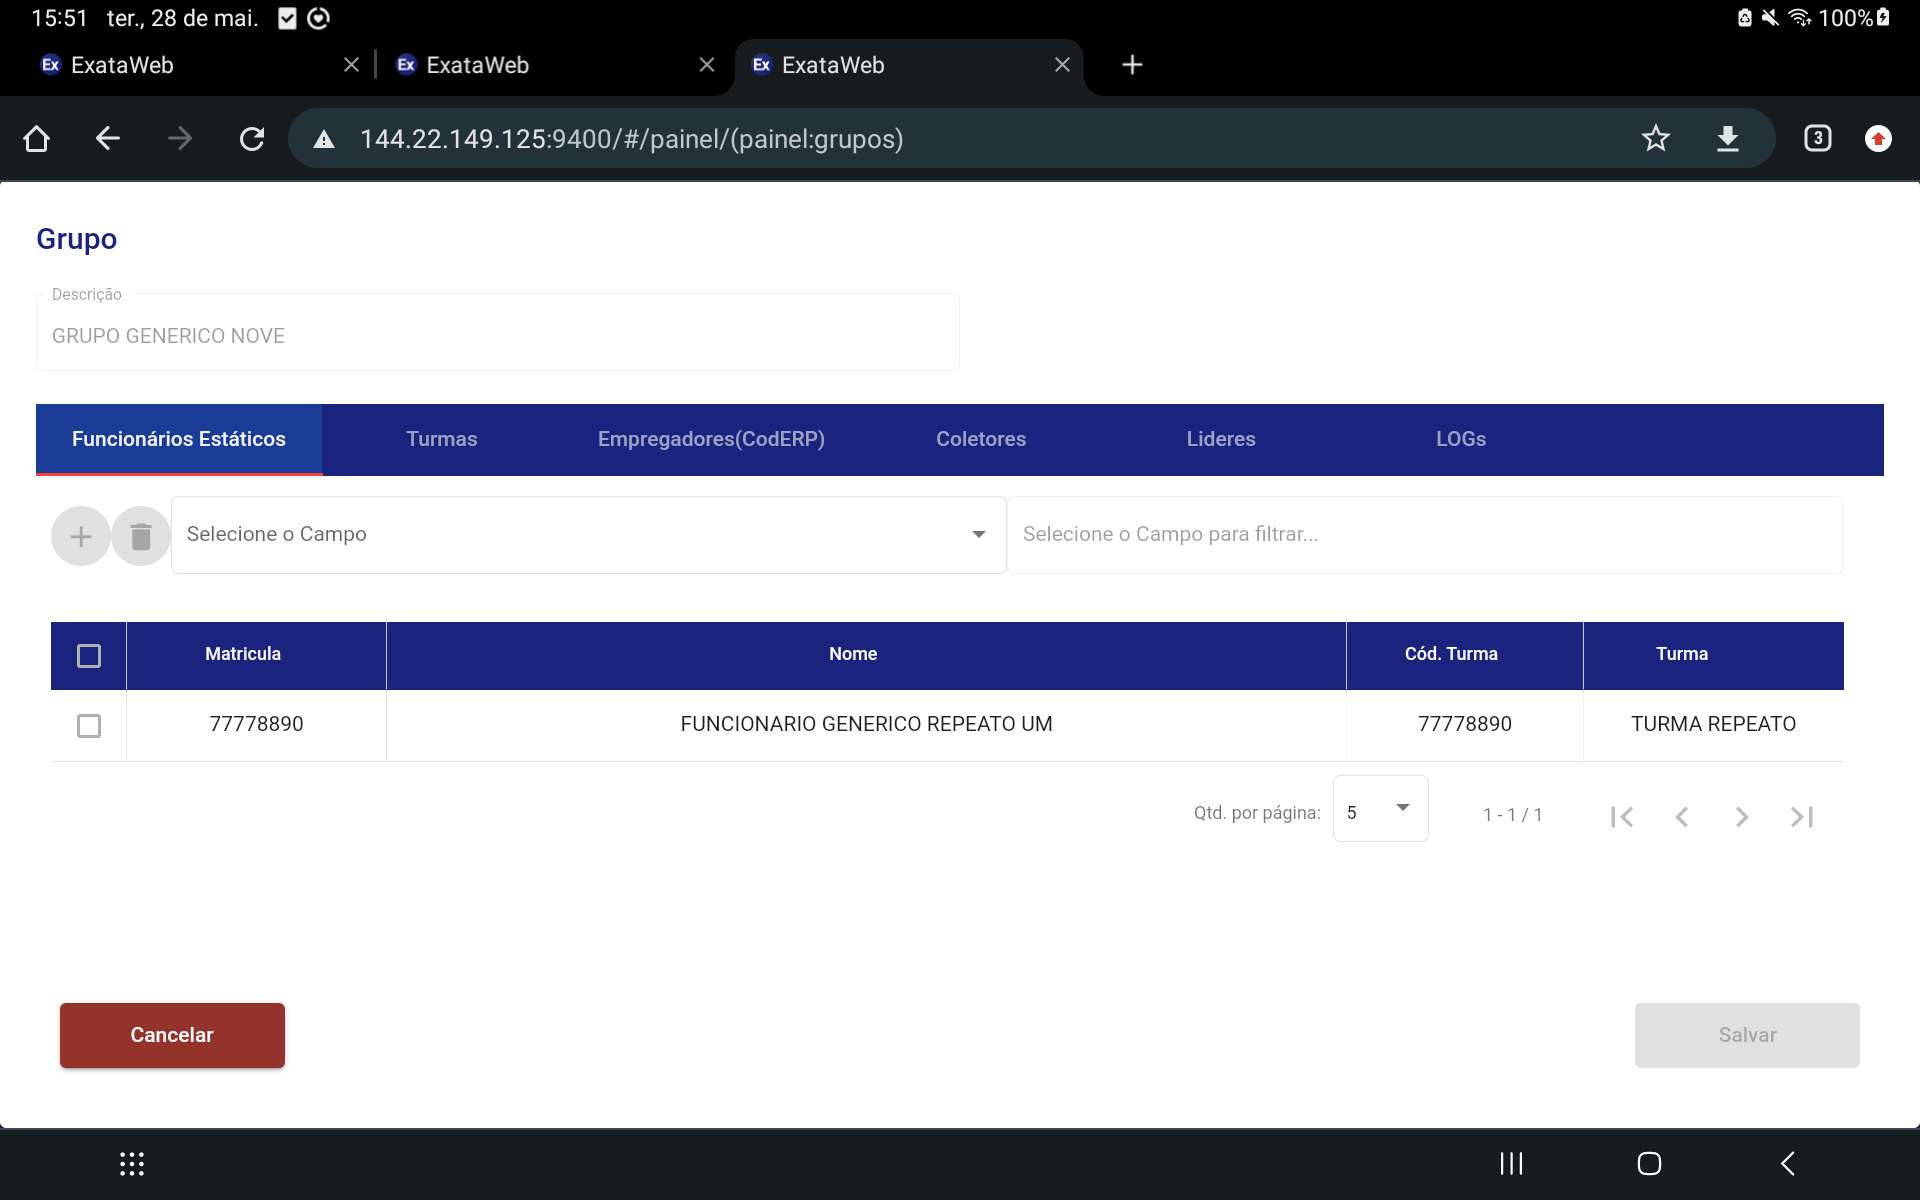 15:51 ter., 28 de mai. 100%
Ex ExataWeb Ex ExataWeb Ex ExataWeb
144.22.149.125:9400/#/painel/(painel:grupos) 3
Grupo
Descrição
GRUPO GENERICO NOVE
Funcionários Estáticos Turmas Empregadores(CodERP) Coletores Lideres LOGs
Selecione o Campo Selecione o Campo para filtrar...
Matricula Nome Cód. Turma Turma
77778890 FUNCIONARIO GENERICO REPEATO UM 77778890 TURMA REPEATO
Qtd. por página: 5 1 - 1 / 1
Cancelar Salvar